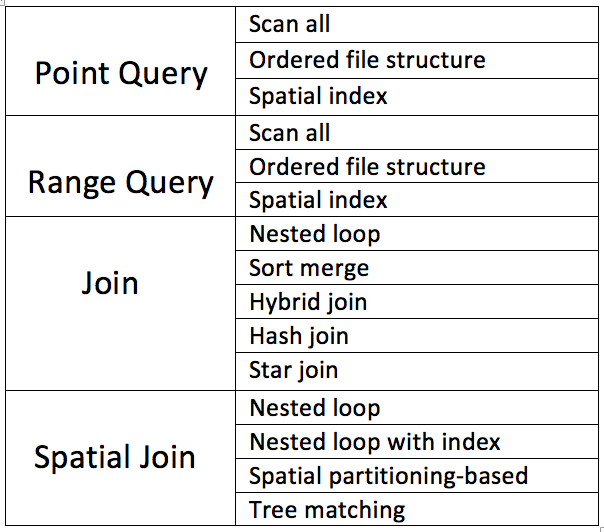 Point Query
Scan all
Ordered file structure
Spatial index
Range Query
Scan all
Ordered file structure
Spatial index
Join
Nested loop
Sort merge
Hybrid join
Hash join
Star join
Spatial Join
Nested loop
Nested loop with index
Spatial partitioning-based
Tree matching